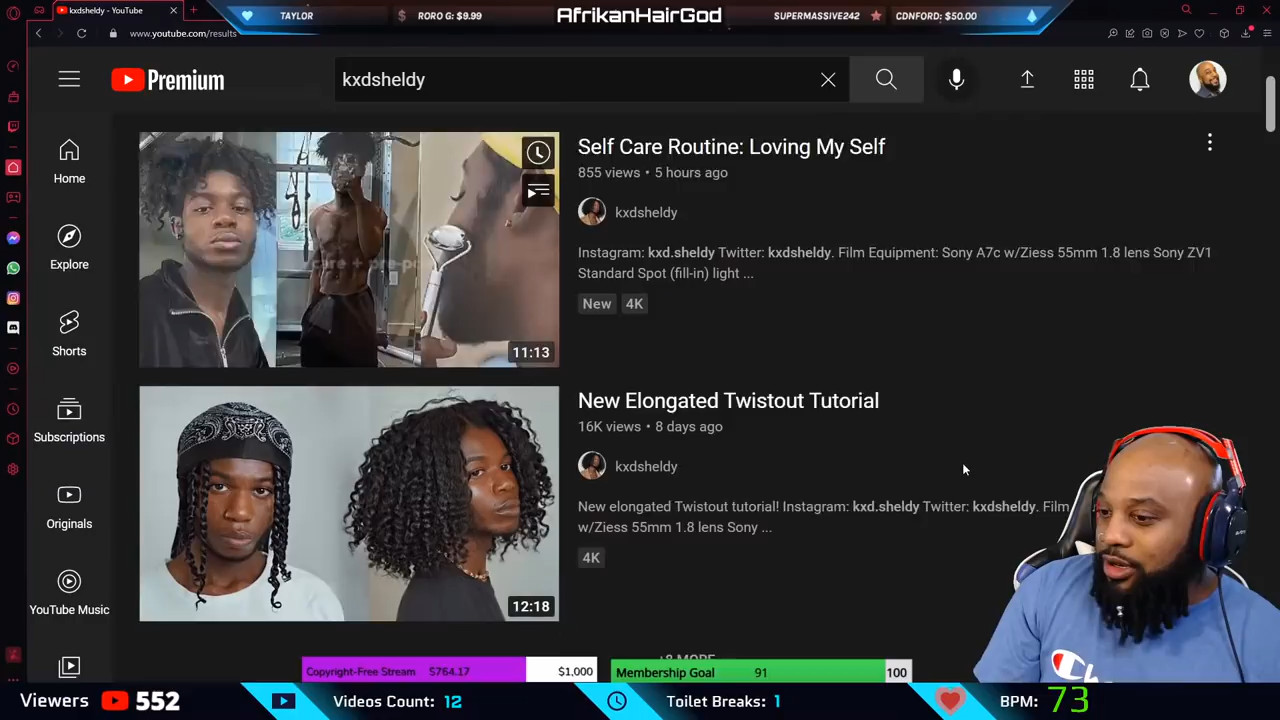 kxdsheldy - YouTube
TAYLOR
RORO G: $9.99
AfrikanHairGod
SUPERMASSIVE242
CDNFORD: $50.00
www.youtube.com/results
Premium
kxdsheldy
Home
Explore
Shorts
Subscriptions
Originals
YouTube Music
11:13
Self Care Routine: Loving My Self
855 views • 5 hours ago
kxdsheldy
Instagram: kxd.sheldy Twitter: kxdsheldy. Film Equipment: Sony A7c w/Ziess 55mm 1.8 lens Sony ZV1
Standard Spot (fill-in) light ...
New 4K
12:18
New Elongated Twistout Tutorial
16K views • 8 days ago
kxdsheldy
New elongated Twistout tutorial! Instagram: kxd.sheldy Twitter: kxdsheldy. Film
w/Ziess 55mm 1.8 lens Sony ...
4K
Copyright-Free Stream $764.17 $1,000
Membership Goal 91 100
Viewers 552
Videos Count: 12
Toilet Breaks: 1
BPM: 73